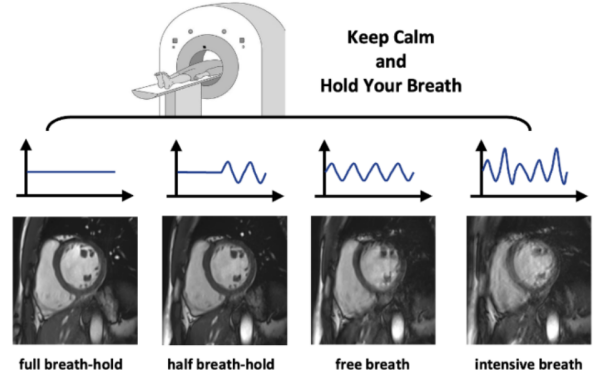 Keep Calm
and
Hold Your Breath
full breath-hold
half breath-hold
free breath
intensive breath